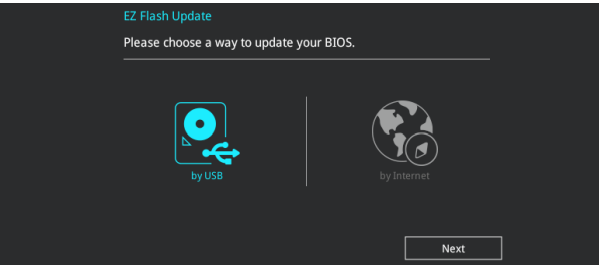 EZ Flash Update
Please choose a way to update your BIOS.
by USB
by Internet
Next